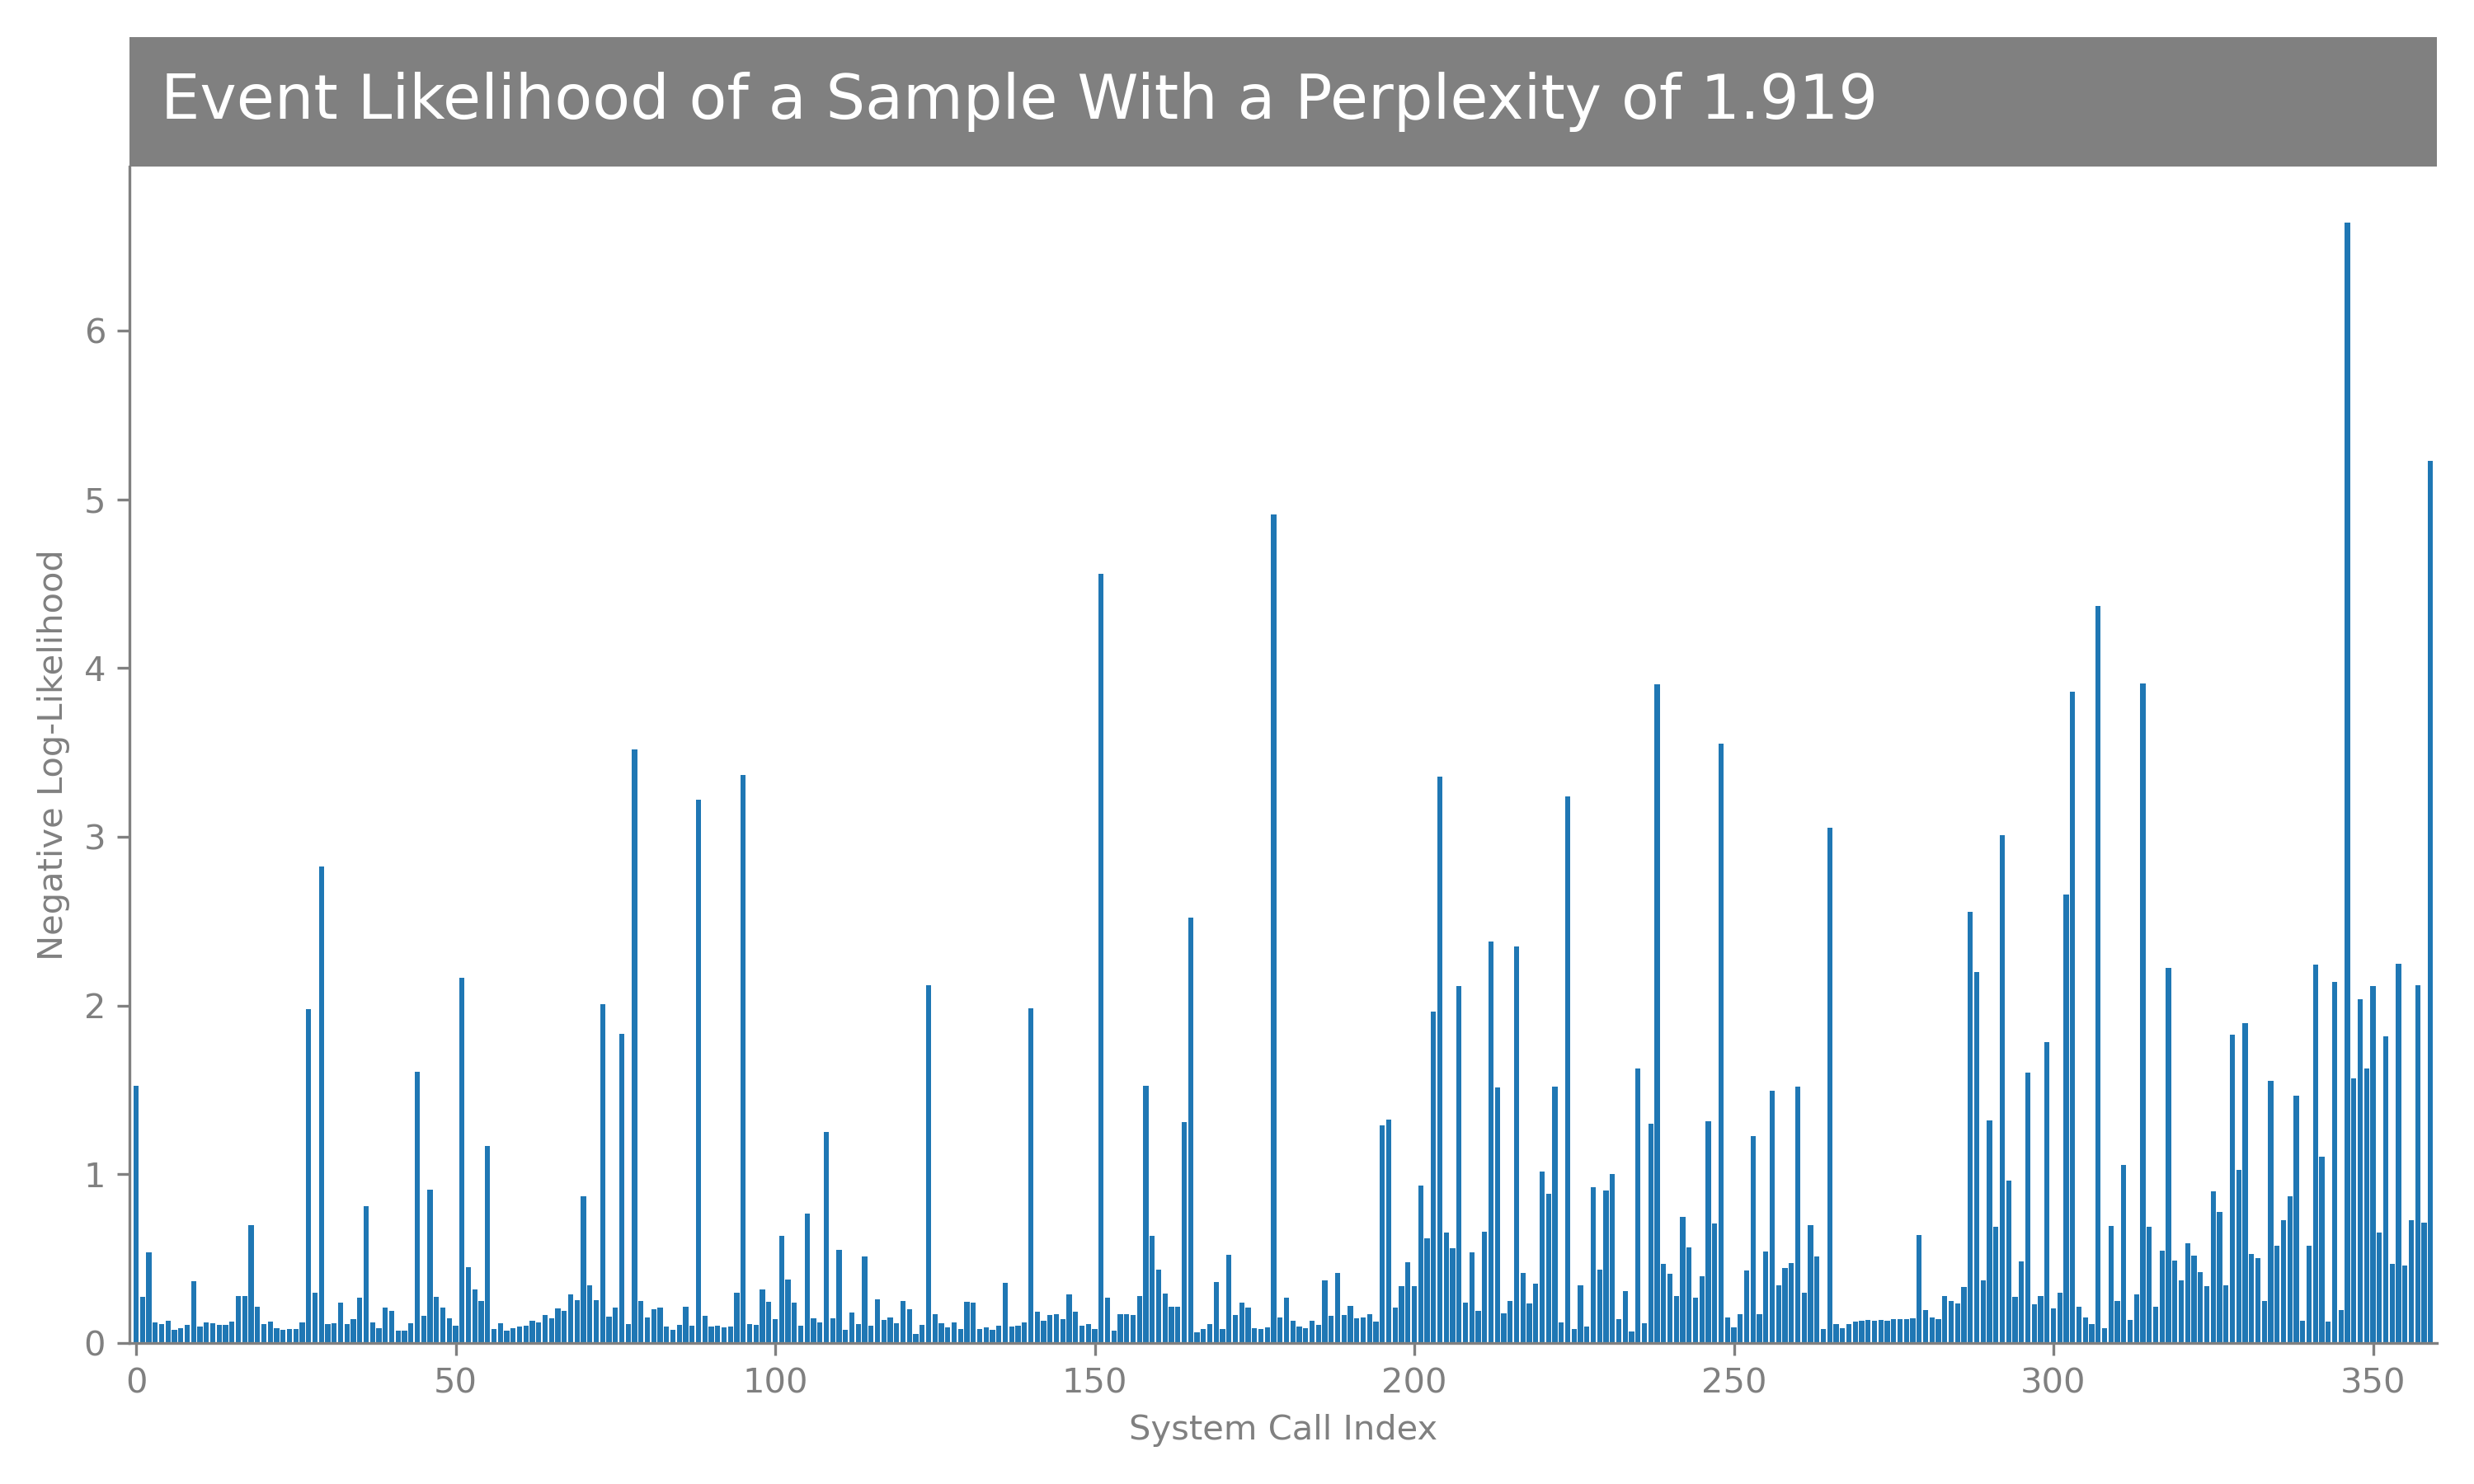 Event Likelihood of a Sample With a Perplexity of 1.919
Negative Log-Likelihood
6
5
4
3
2
1
0
0 50 100 150 200 250 300 350
System Call Index